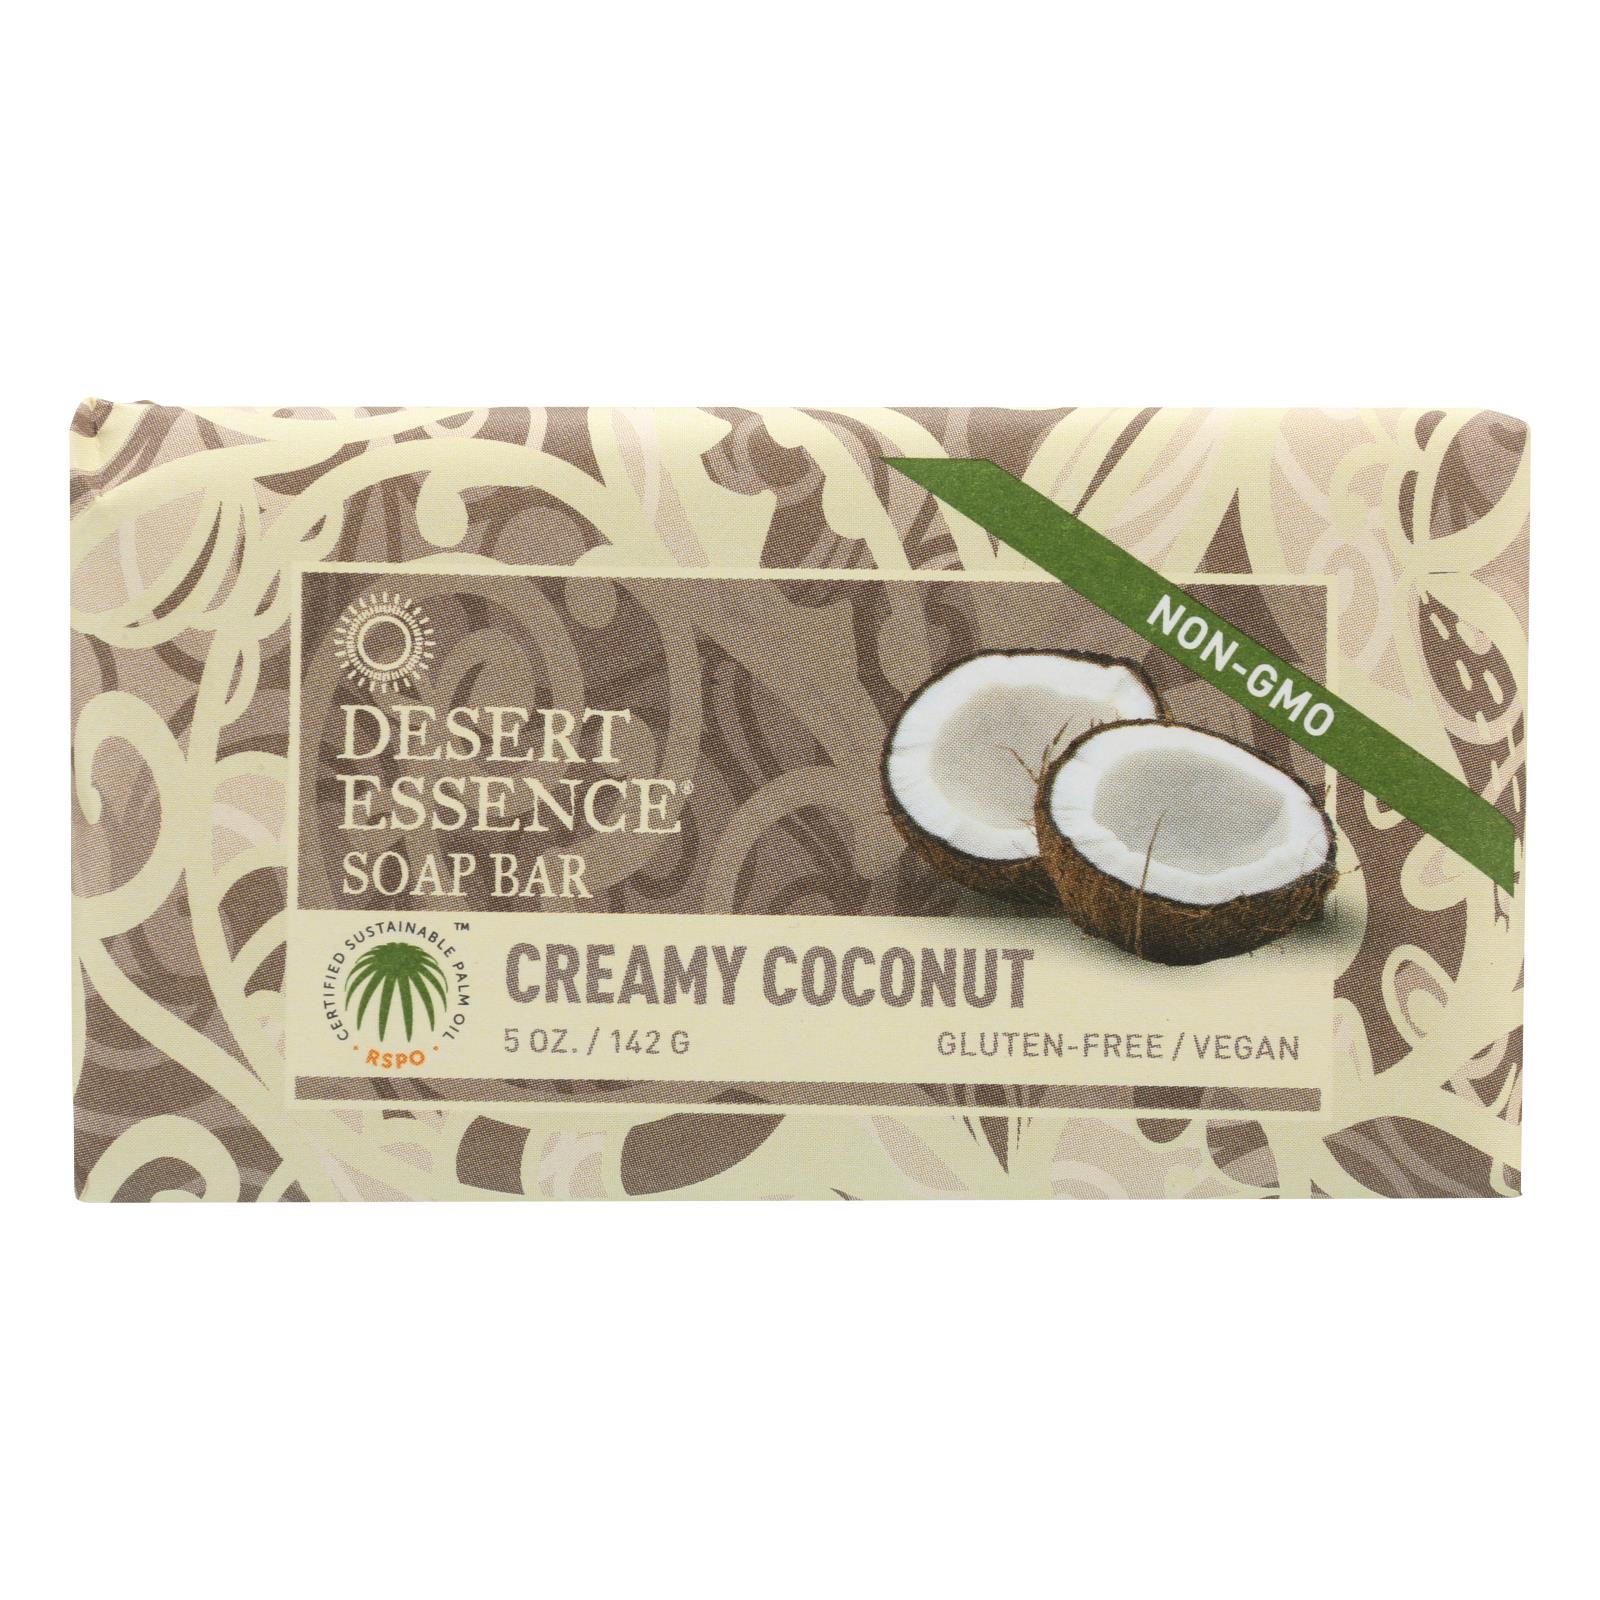 NON-GMO
DESERT
ESSENCE®
SOAP BAR
CERTIFIED SUSTAINABLE PALM OIL™
RSPO
CREAMY COCONUT
5 OZ. / 142 G
GLUTEN-FREE / VEGAN